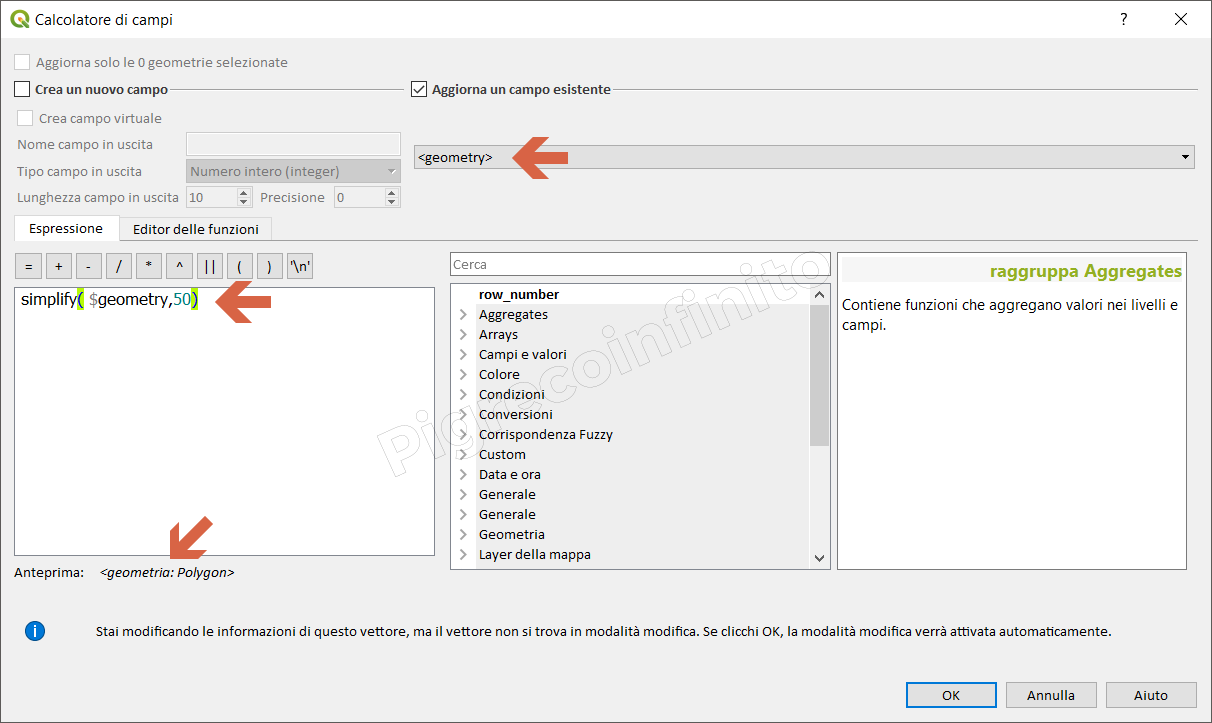 Calcolatore di campi
?
Aggiorna solo le 0 geometrie selezionate
Crea un nuovo campo
Aggiorna un campo esistente
Crea campo virtuale
Nome campo in uscita
<geometry>
Tipo campo in uscita
Numero intero (integer)
Lunghezza campo in uscita 10
Precisione 0
Espressione
Editor delle funzioni
= + - / * ^ || ( ) '\n'
simplify( $geometry,50)
Cerca
row_number
Aggregates
Arrays
Campi e valori
Colore
Condizioni
Conversioni
Corrispondenza Fuzzy
Custom
Data e ora
Generale
Generale
Geometria
Layer della mappa
raggruppa Aggregates
Contiene funzioni che aggregano valori nei livelli e
campi.
Pigrecoinfinito
Anteprima: <geometria: Polygon>
Stai modificando le informazioni di questo vettore, ma il vettore non si trova in modalità modifica. Se clicchi OK, la modalità modifica verrà attivata automaticamente.
OK
Annulla
Aiuto